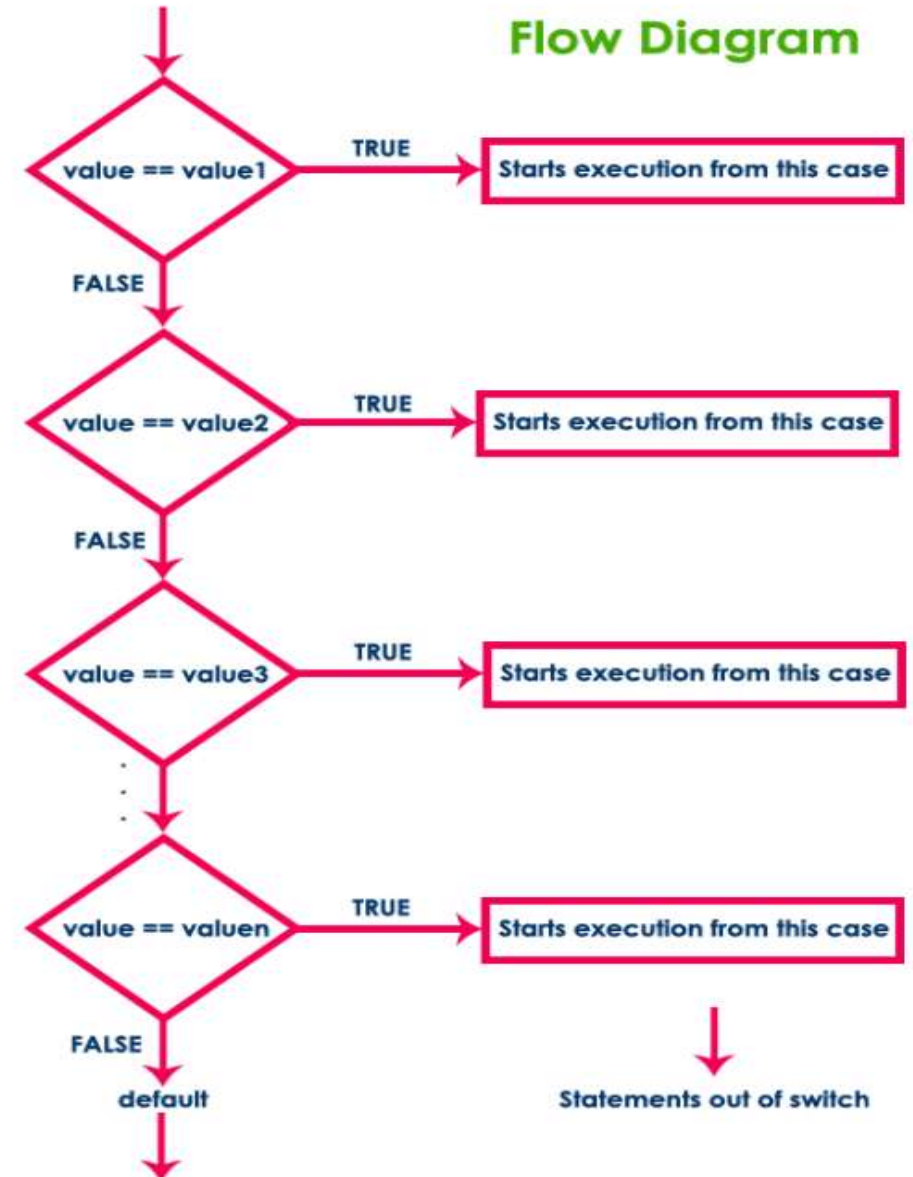 Flow Diagram
value == value1
TRUE
Starts execution from this case
FALSE
value == value2
TRUE
Starts execution from this case
FALSE
value == value3
TRUE
Starts execution from this case
.
.
.
value == valuen
TRUE
Starts execution from this case
FALSE
default
Statements out of switch